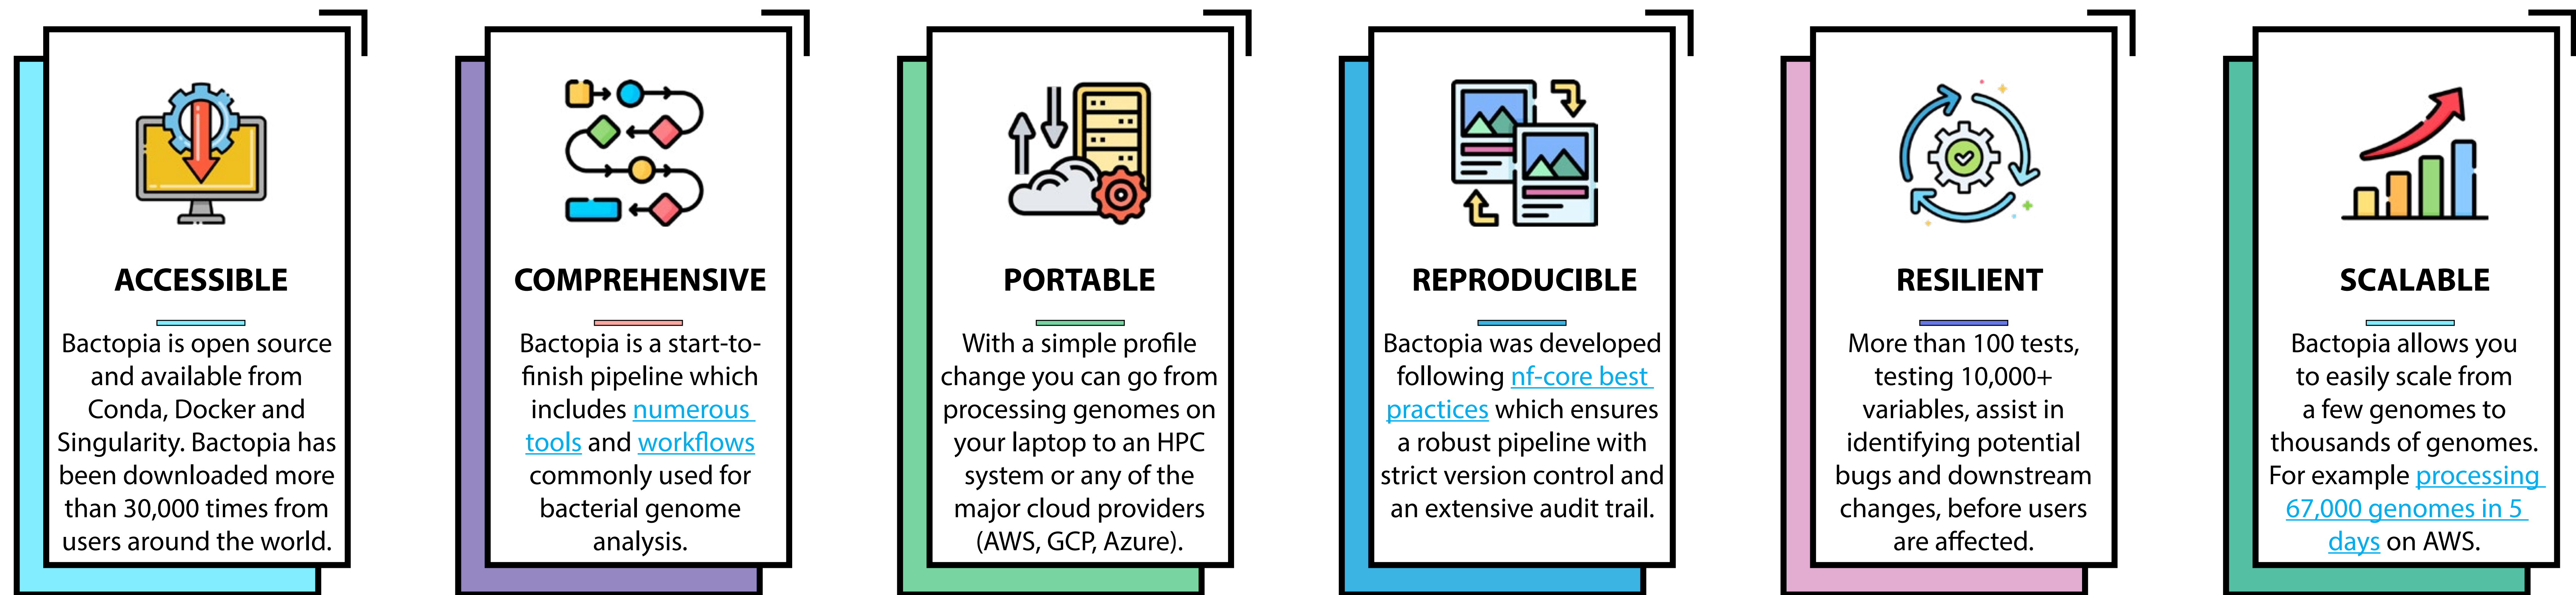 ACCESSIBLE
Bactopia is open source
and available from
Conda, Docker and
Singularity. Bactopia has
been downloaded more
than 30,000 times from
users around the world.
COMPREHENSIVE
Bactopia is a start-to-
finish pipeline which
includes numerous
tools and workflows
commonly used for
bacterial genome
analysis.
PORTABLE
With a simple profile
change you can go from
processing genomes on
your laptop to an HPC
system or any of the
major cloud providers
(AWS, GCP, Azure).
REPRODUCIBLE
Bactopia was developed
following nf-core best
practices which ensures
a robust pipeline with
strict version control and
an extensive audit trail.
RESILIENT
More than 100 tests,
testing 10,000+
variables, assist in
identifying potential
bugs and downstream
changes, before users
are affected.
SCALABLE
Bactopia allows you
to easily scale from
a few genomes to
thousands of genomes.
For example processing
67,000 genomes in 5
days on AWS.